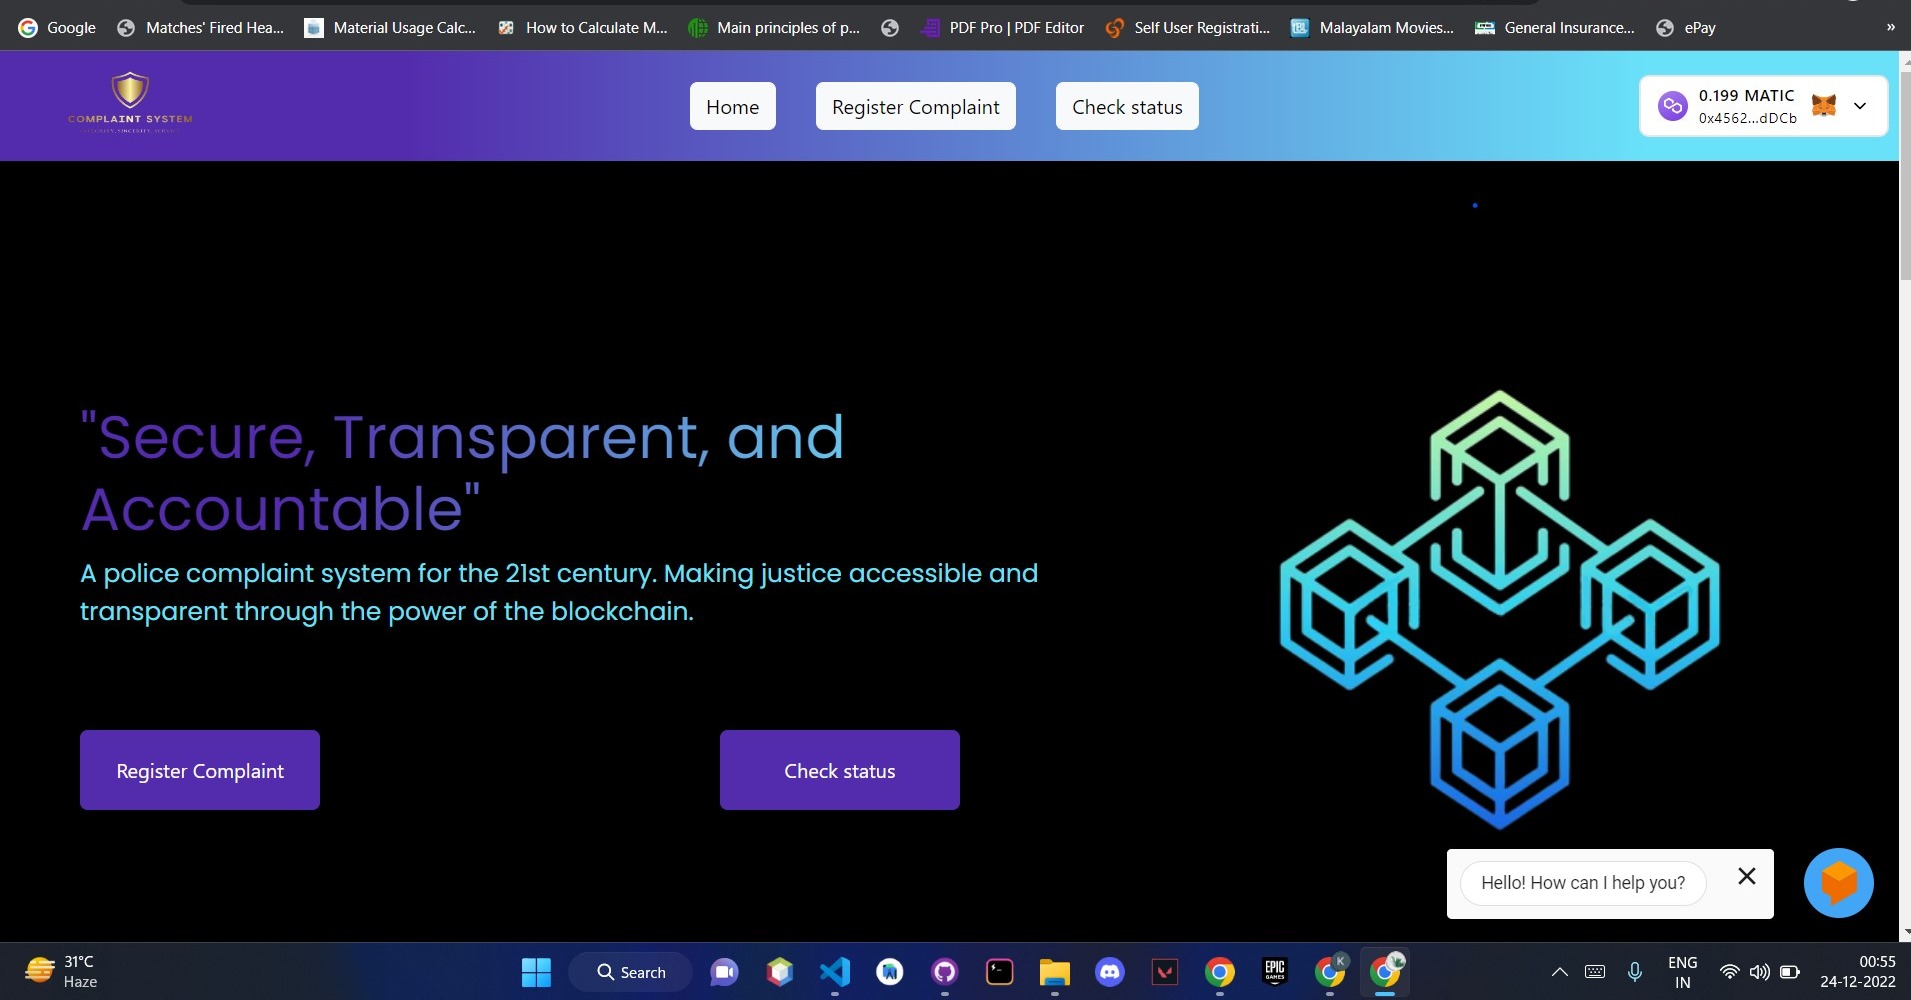 Google
Matches' Fired Hea...
Material Usage Calc...
How to Calculate M...
Main principles of p...
PDF Pro | PDF Editor
Self User Registrati...
Malayalam Movies...
General Insurance...
ePay
»
COMPLAINT SYSTEM
Home
Register Complaint
Check status
0.199 MATIC
0x4562...dDCb
"Secure, Transparent, and
Accountable"
A police complaint system for the 21st century. Making justice accessible and
transparent through the power of the blockchain.
Register Complaint
Check status
Hello! How can I help you?
31°C
Haze
Search
EPIC
GAMES
K
ENG
IN
00:55
24-12-2022